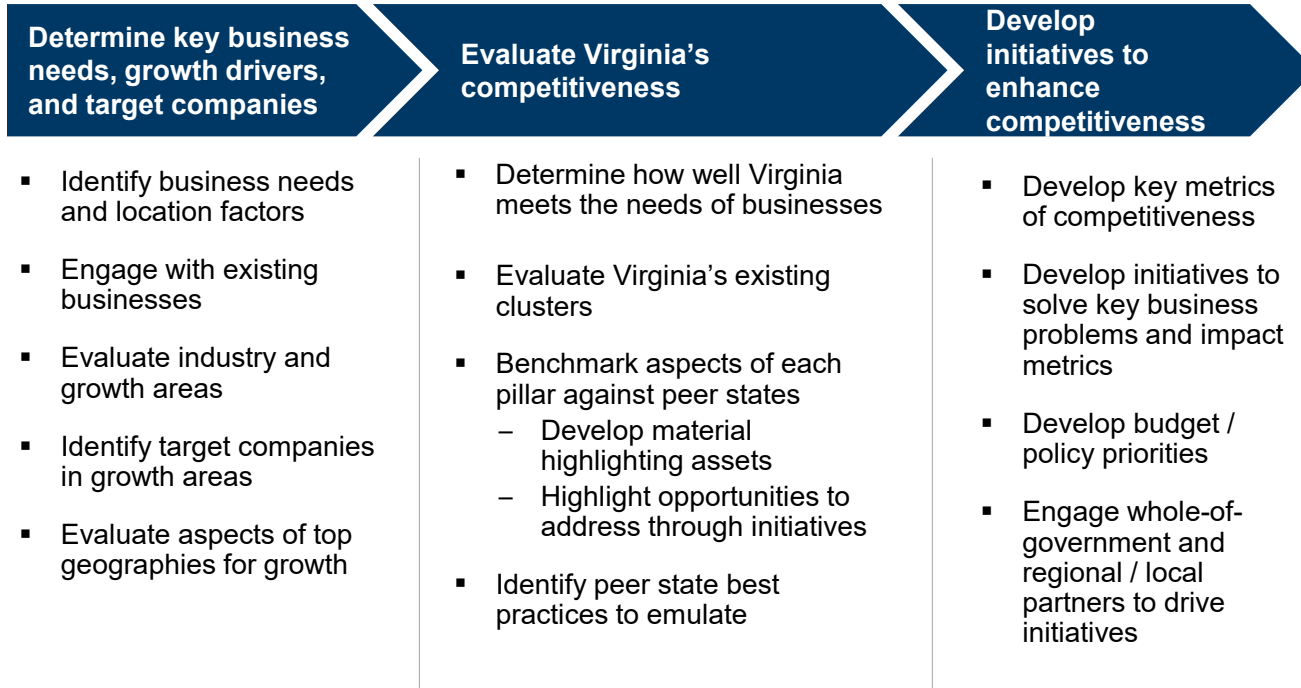 Determine key business
needs, growth drivers,
and target companies
▪ Identify business needs
and location factors
▪ Engage with existing
businesses
▪ Evaluate industry and
growth areas
▪ Identify target companies
in growth areas
▪ Evaluate aspects of top
geographies for growth
Evaluate Virginia’s
competitiveness
▪ Determine how well Virginia
meets the needs of businesses
▪ Evaluate Virginia’s existing
clusters
▪ Benchmark aspects of each
pillar against peer states
– Develop material
highlighting assets
– Highlight opportunities to
address through initiatives
▪ Identify peer state best
practices to emulate
Develop
initiatives to
enhance
competitiveness
▪ Develop key metrics
of competitiveness
▪ Develop initiatives to
solve key business
problems and impact
metrics
▪ Develop budget /
policy priorities
▪ Engage whole-of-
government and
regional / local
partners to drive
initiatives